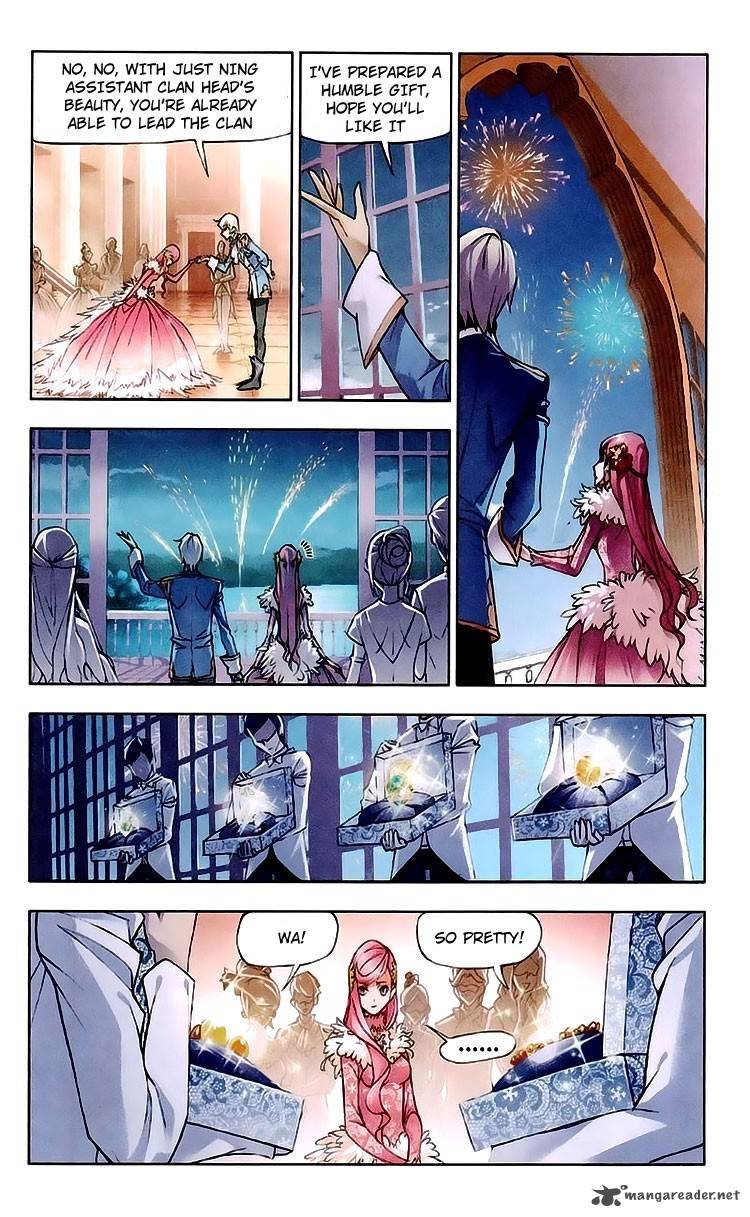 NO, NO, WITH JUST NING
ASSISTANT CLAN HEAD'S
BEAUTY, YOU'RE ALREADY
ABLE TO LEAD THE CLAN
I'VE PREPARED A
HUMBLE GIFT,
HOPE YOU'LL
LIKE IT
WA!
SO PRETTY!
......
mangareader.net